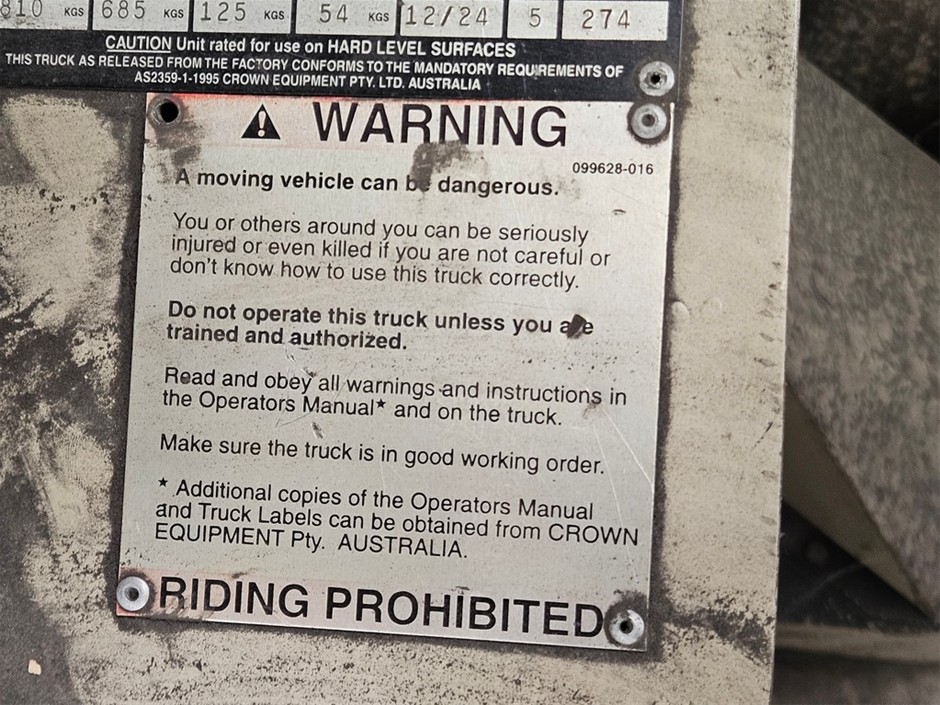 810 KGS 685 KGS 125 KGS 54 KGS 12/24 5 274
CAUTION Unit rated for use on HARD LEVEL SURFACES
THIS TRUCK AS RELEASED FROM THE FACTORY CONFORMS TO THE MANDATORY REQUIREMENTS OF
AS2359-1-1995 CROWN EQUIPMENT PTY. LTD. AUSTRALIA
WARNING
099628-016
A moving vehicle can be dangerous.
You or others around you can be seriously
injured or even killed if you are not careful or
don't know how to use this truck correctly.
Do not operate this truck unless you are
trained and authorized.
Read and obey all warnings and instructions in
the Operators Manual* and on the truck.
Make sure the truck is in good working order.
* Additional copies of the Operators Manual
and Truck Labels can be obtained from CROWN
EQUIPMENT Pty. AUSTRALIA.
RIDING PROHIBITED